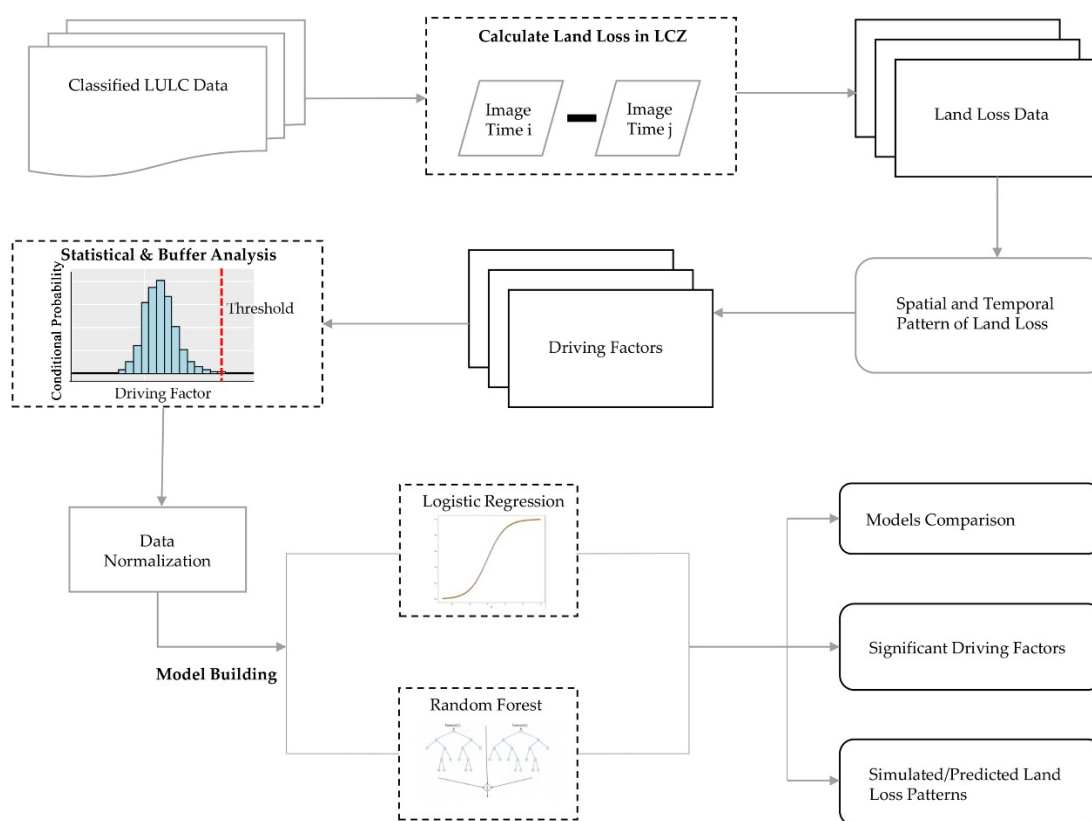 Classified LULC Data
Calculate Land Loss in LCZ
Image
Time i
Image
Time j
Land Loss Data
Statistical & Buffer Analysis
Conditional Probability
Threshold
Driving Factor
Driving Factors
Spatial and Temporal
Pattern of Land Loss
Data
Normalization
Model Building
Logistic Regression
Random Forest
Models Comparison
Significant Driving Factors
Simulated/Predicted Land
Loss Patterns